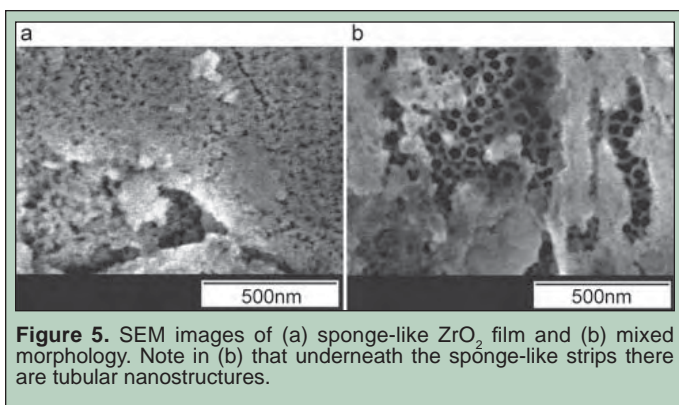 a b
500nm 500nm
Figure 5. SEM images of (a) sponge-like ZrO₂ film and (b) mixed
morphology. Note in (b) that underneath the sponge-like strips there
are tubular nanostructures.